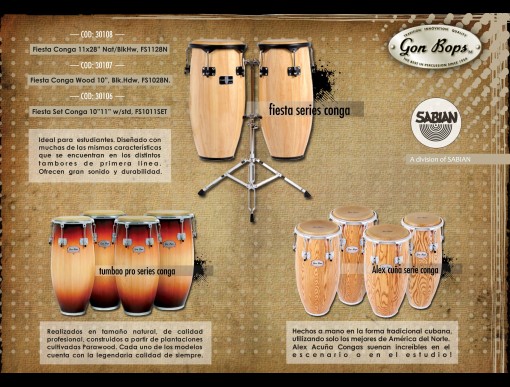 — COD: 30108 —
Fiesta Conga 11x28" Nat/BlkHw. FS1128N
— COD: 30107 —
Fiesta Conga Wood 10", Blk.Hdw. FS1028N.
— COD: 30106 —
Fiesta Set Conga 10"11" w/std. FS1011SET
Ideal para estudiantes. Diseñado con
muchas de las mismas características
que se encuentran en los distintos
tambores de primera línea.
Ofrecen gran sonido y durabilidad.
fiesta series conga
TRADITION INNOVATION QUALITY
Gon Bops
THE BEST IN PERCUSSION SINCE 1954
SABIAN
A division of SABIAN
tumbao pro series conga
Realizados en tamaño natural, de calidad
profesional, construidos a partir de plantaciones
cultivadas Parawood. Cada uno de los modelos
cuenta con la legendaria calidad de siempre.
Alex cuña serie conga
Hechos a mano en la forma tradicional cubana,
utilizando solo los mejores de América del Norte.
Alex Acuña Congas suenan increíbles en el
escenario o en el estudio!